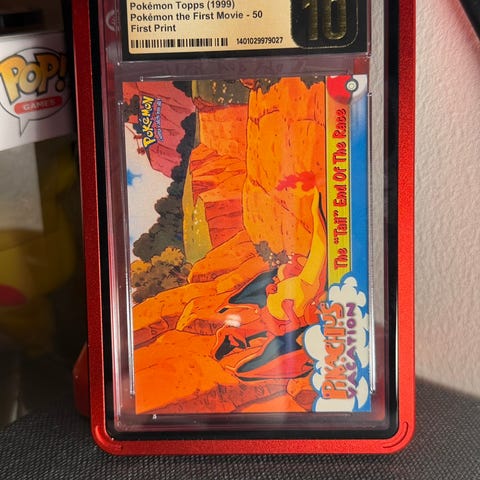 Pokémon Topps (1999)
Pokémon the First Movie - 50
First Print
10
1401029979027
POP!
GAMES
POKéMON
The "Tail" End Of The Race
PIKACHU'S
VACATION